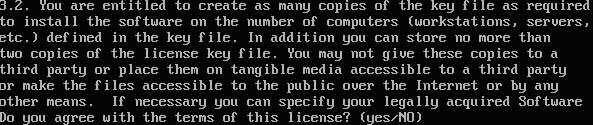 3.2. You are entitled to create as many copies of the key file as required
to install the software on the number of computers (workstations, servers,
etc.) defined in the key file. In addition you can store no more than
two copies of the license key file. You may not give these copies to a
third party or place them on tangible media accessible to a third party
or make the files accessible to the public over the Internet or by any
other means.  If necessary you can specify your legally acquired Software
Do you agree with the terms of this license? (yes/NO)